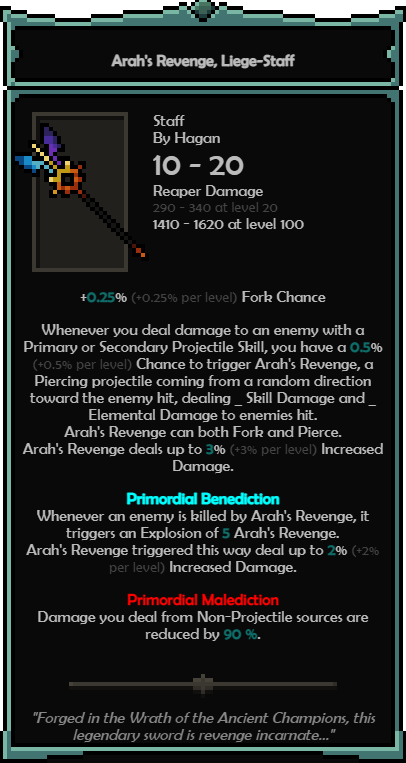 Arah's Revenge, Liege-Staff
Staff
By Hagan
10 - 20
Reaper Damage
290 - 340 at level 20
1410 - 1620 at level 100
+0.25% (+0.25% per level) Fork Chance
Whenever you deal damage to an enemy with a
Primary or Secondary Projectile Skill, you have a 0.5%
(+0.5% per level) Chance to trigger Arah's Revenge, a
Piercing projectile coming from a random direction
toward the enemy hit, dealing _ Skill Damage and _
Elemental Damage to enemies hit.
Arah's Revenge can both Fork and Pierce.
Arah's Revenge deals up to 3% (+3% per level) Increased
Damage.
Primordial Benediction
Whenever an enemy is killed by Arah's Revenge, it
triggers an Explosion of 5 Arah's Revenge.
Arah's Revenge triggered this way deal up to 2% (+2%
per level) Increased Damage.
Primordial Malediction
Damage you deal from Non-Projectile sources are
reduced by 90 %.
"Forged in the Wrath of the Ancient Champions, this
legendary sword is revenge incarnate..."